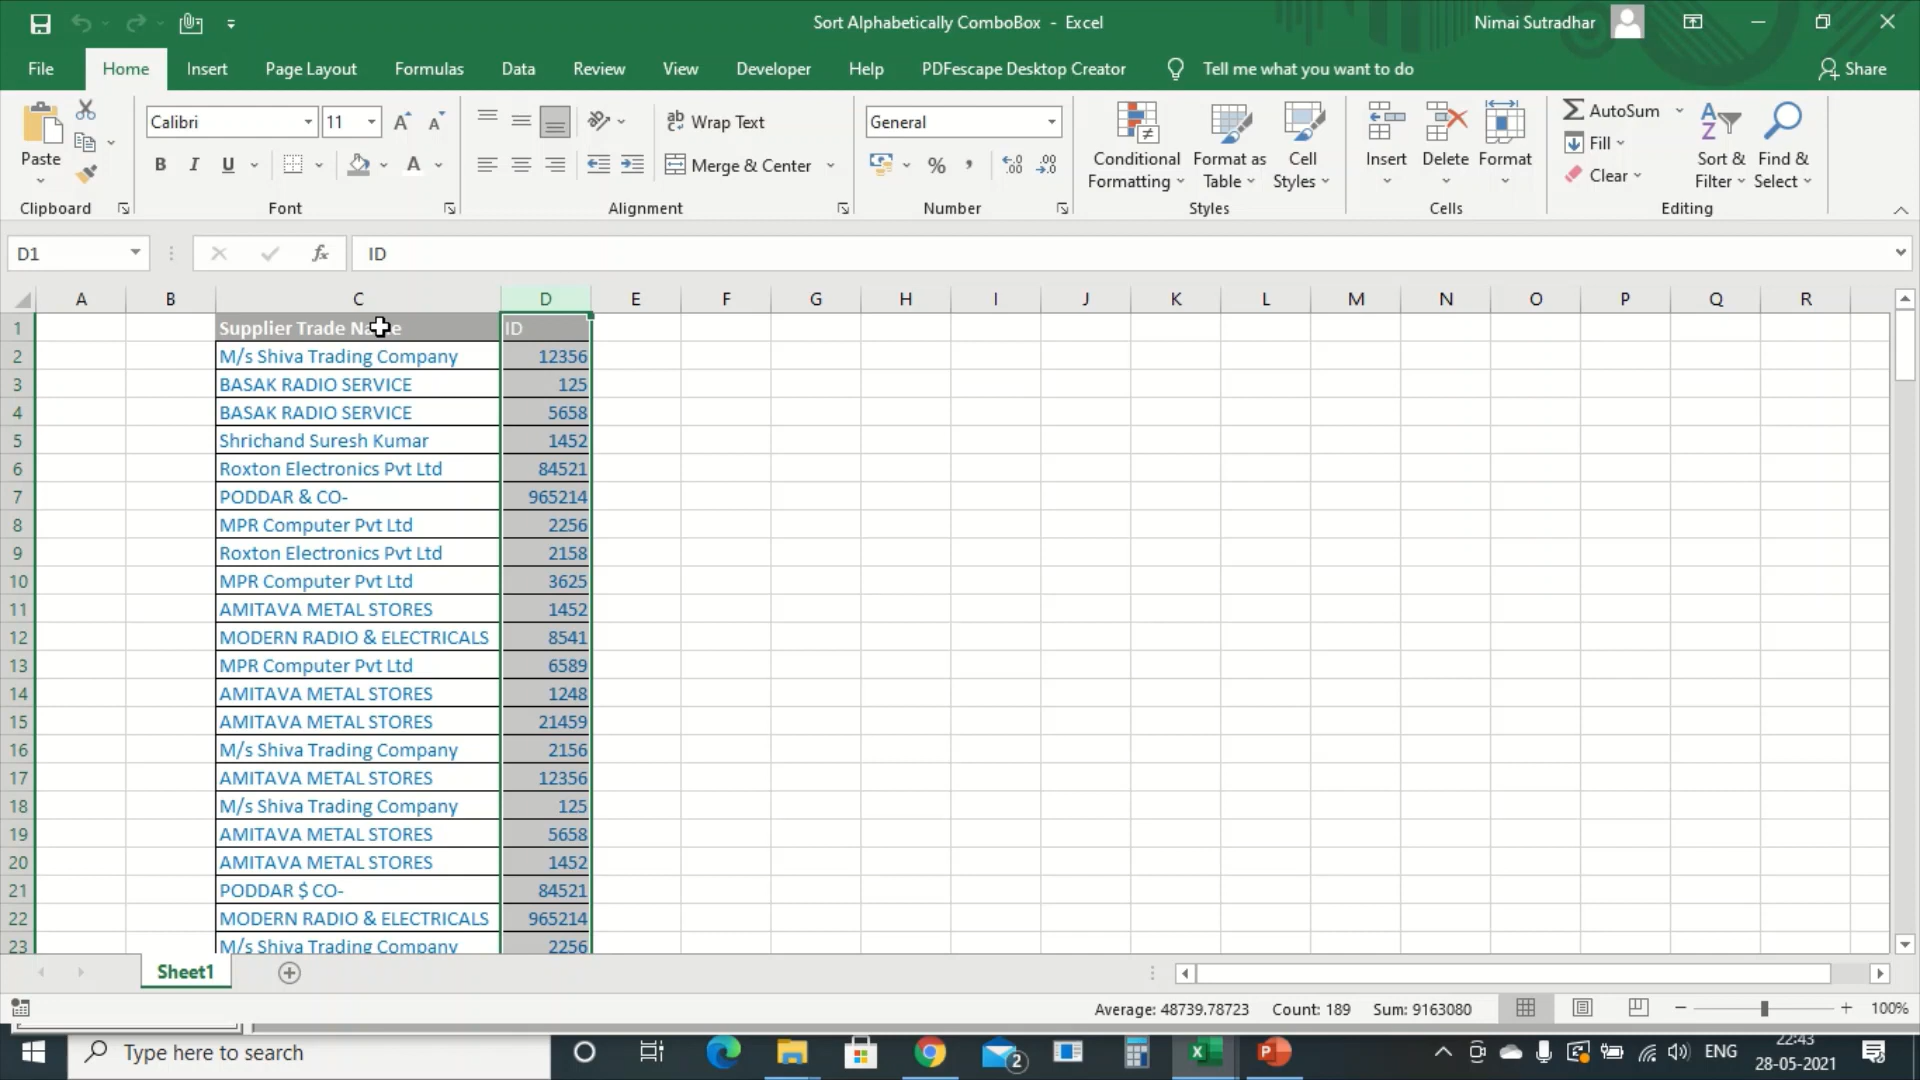 Sort Alphabetically ComboBox - Excel
Nimai Sutradhar
File Home Insert Page Layout Formulas Data Review View Developer Help PDFescape Desktop Creator Tell me what you want to do Share
Calibri 11
ab Wrap Text
General
AutoSum
Paste
Merge & Center
Conditional Formatting
Format as Table
Cell Styles
Insert Delete Format
Fill
Clear
Sort & Filter
Find & Select
Clipboard Font Alignment Number Styles Cells Editing
D1 fx ID
A B C D E F G H I J K L M N O P Q R
1 Supplier Trade ID
2 M/s Shiva Trading Company 12356
3 BASAK RADIO SERVICE 125
4 BASAK RADIO SERVICE 5658
5 Shrichand Suresh Kumar 1452
6 Roxton Electronics Pvt Ltd 84521
7 PODDAR & CO- 965214
8 MPR Computer Pvt Ltd 2256
9 Roxton Electronics Pvt Ltd 2158
10 MPR Computer Pvt Ltd 3625
11 AMITAVA METAL STORES 1452
12 MODERN RADIO & ELECTRICALS 8541
13 MPR Computer Pvt Ltd 6589
14 AMITAVA METAL STORES 1248
15 AMITAVA METAL STORES 21459
16 M/s Shiva Trading Company 2156
17 AMITAVA METAL STORES 12356
18 M/s Shiva Trading Company 125
19 AMITAVA METAL STORES 5658
20 AMITAVA METAL STORES 1452
21 PODDAR $ CO- 84521
22 MODERN RADIO & ELECTRICALS 965214
23 M/s Shiva Trading Company 2256
Sheet1
Average: 48739.78723 Count: 189 Sum: 9163080 100%
Type here to search
2
ENG
22:43
28-05-2021